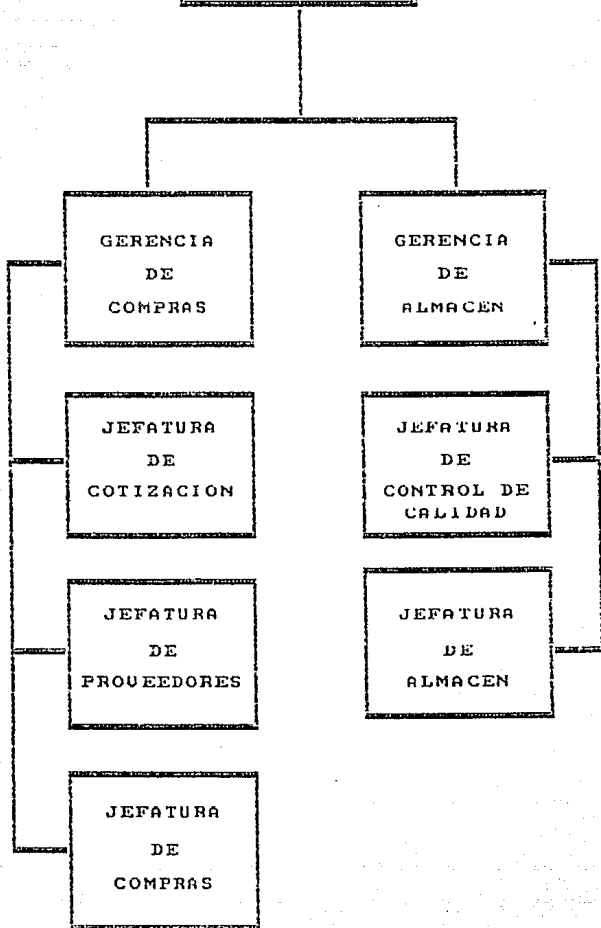 GERENCIA
DE
COMPRAS
GERENCIA
DE
ALMACEN
JEFATURA
DE
COTIZACION
JEFATURA
DE
CONTROL DE
CALIDAD
JEFATURA
DE
PROVEEDORES
JEFATURA
DE
ALMACEN
JEFATURA
DE
COMPRAS